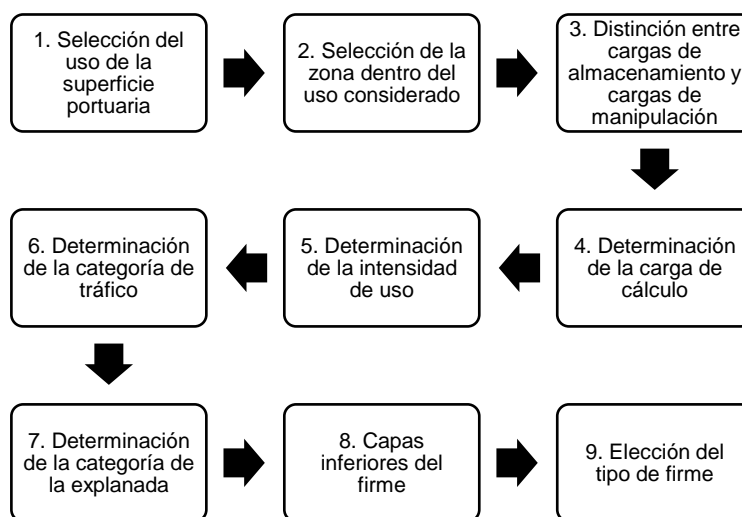 1. Selección del
uso de la
superficie
portuaria
2. Selección de la
zona dentro del
uso considerado
3. Distinción entre
cargas de
almacenamiento y
cargas de
manipulación
4. Determinación
de la carga de
cálculo
5. Determinación
de la intensidad
de uso
6. Determinación
de la categoría de
tráfico
7. Determinación
de la categoría de
la explanada
8. Capas
inferiores del
firme
9. Elección del
tipo de firme